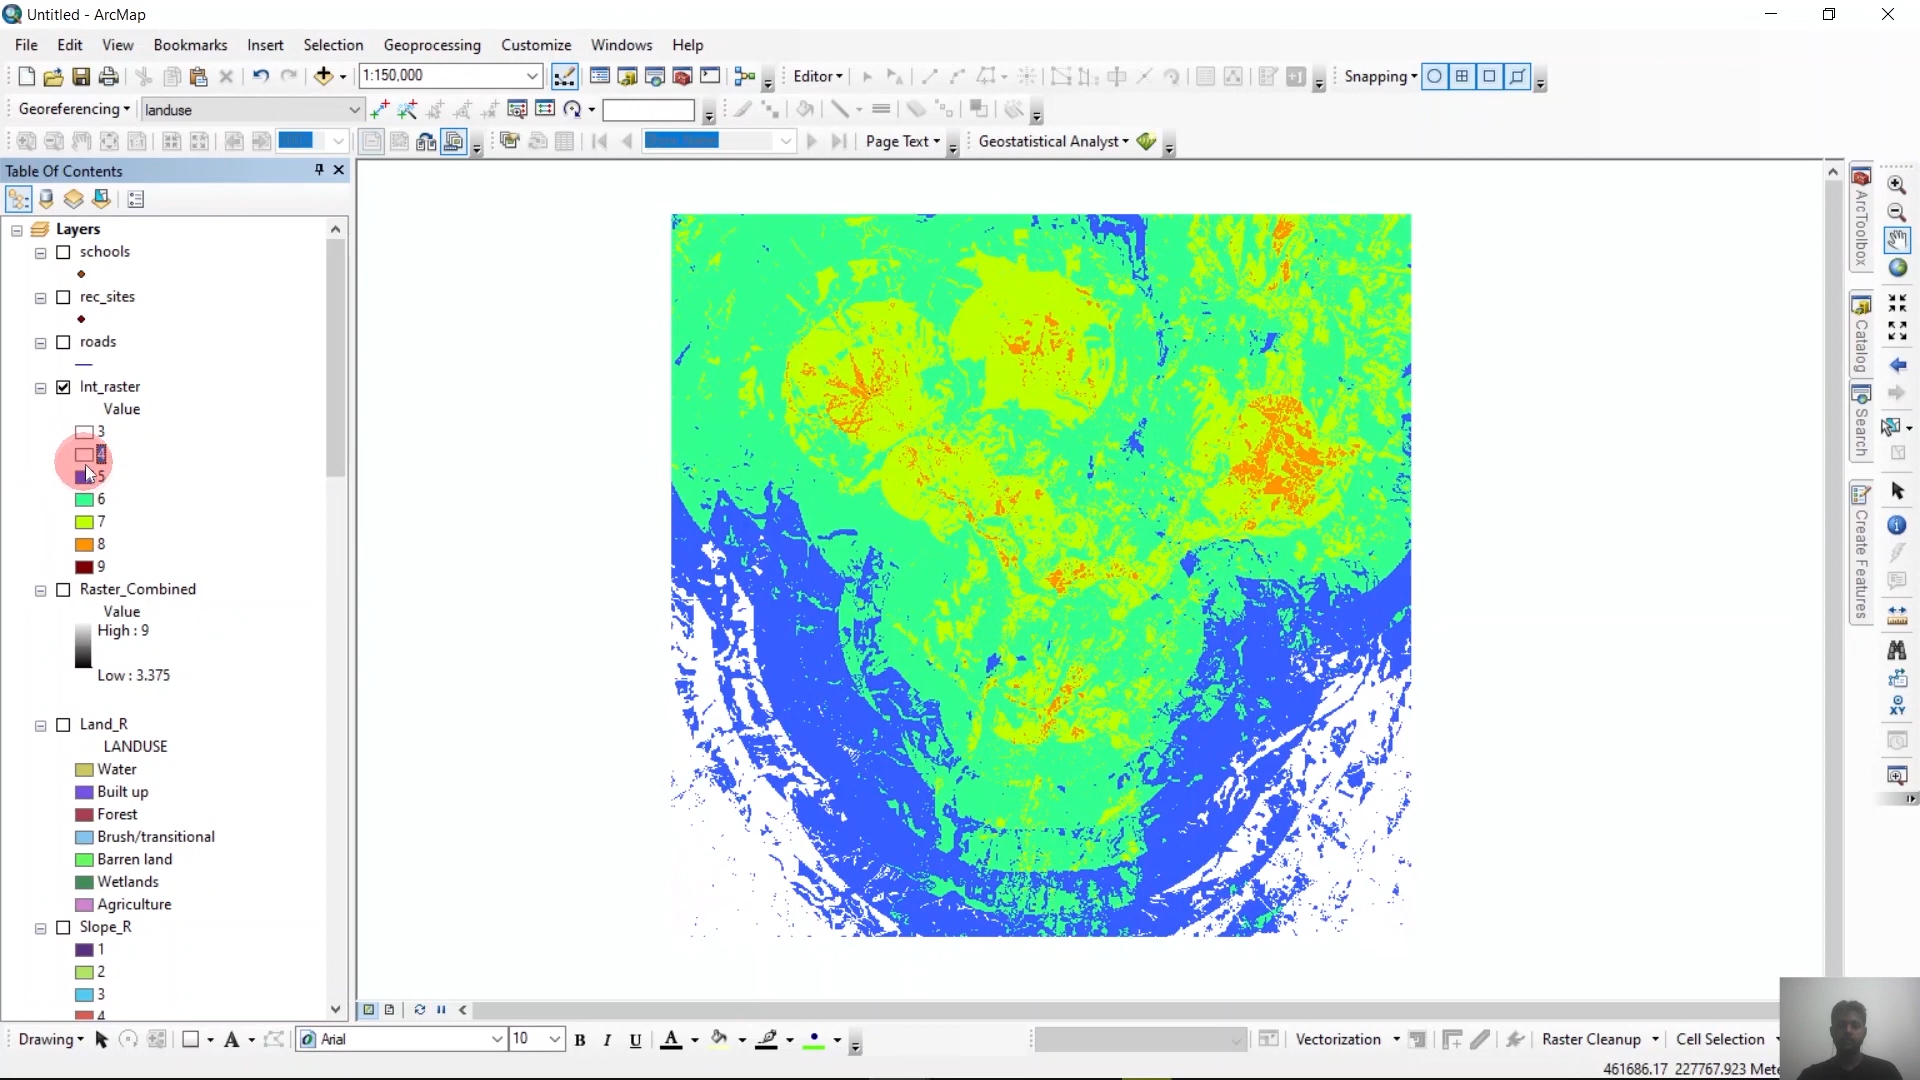 Untitled - ArcMap
File Edit View Bookmarks Insert Selection Geoprocessing Customize Windows Help
1:150,000 Editor Snapping
Georeferencing landuse
Page Text Geostatistical Analyst
Table Of Contents
Layers
schools
rec_sites
roads
Int_raster
Value
3
4
5
6
7
8
9
Raster_Combined
Value
High : 9
Low : 3.375
Land_R
LANDUSE
Water
Built up
Forest
Brush/transitional
Barren land
Wetlands
Agriculture
Slope_R
1
2
3
4
ArcToolbox
Catalog
Search
Create Features
XY
Drawing A Arial 10 B I U A Vectorization Raster Cleanup Cell Selection
461686.17 227767.923 Mete